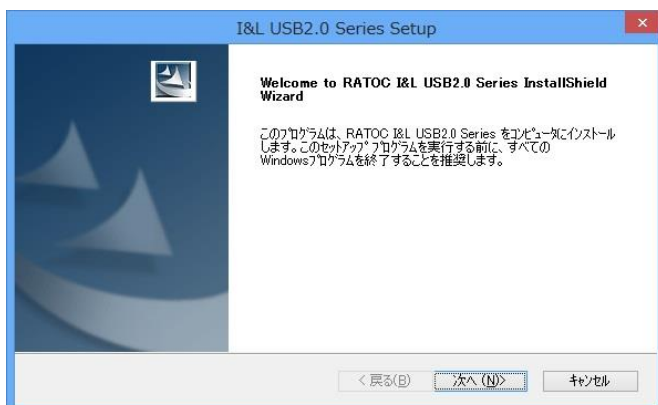 I&L USB2.0 Series Setup
Welcome to RATOC I&L USB2.0 Series InstallShield
Wizard
このﾌﾟﾛｸﾞﾗﾑは、RATOC I&L USB2.0 Series をｺﾝﾋﾟｭｰﾀにｲﾝｽﾄｰﾙ
します。このｾｯﾄｱｯﾌﾟ ﾌﾟﾛｸﾞﾗﾑを実行する前に、すべての
Windowsﾌﾟﾛｸﾞﾗﾑを終了することを推奨します。
< 戻る(B)
次へ (N)>
ｷｬﾝｾﾙ